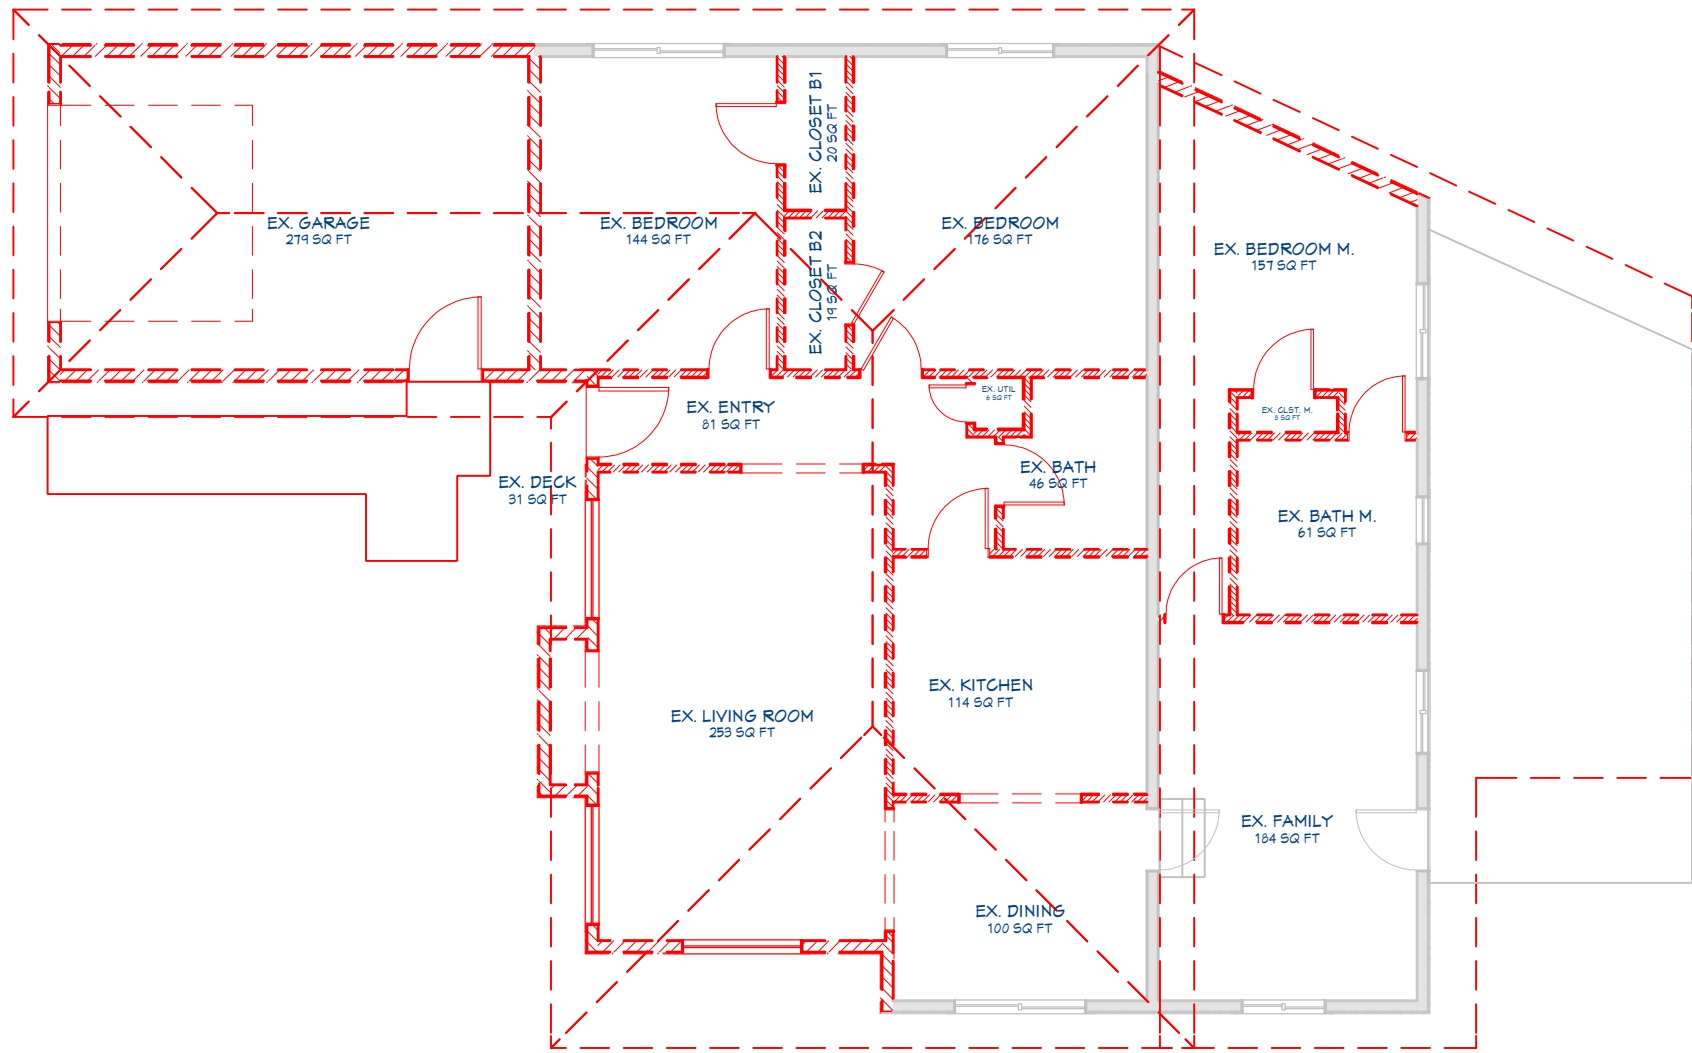 EX. GARAGE
279 SQ FT
EX. BEDROOM
144 SQ FT
EX. CLOSET B1
20 SQ FT
EX. CLOSET B2
19 SQ FT
EX. BEDROOM
176 SQ FT
EX. BEDROOM M.
157 SQ FT
EX. ENTRY
81 SQ FT
EX. UTIL
6 SQ FT
EX. CLST. M.
8 SQ FT
EX. DECK
31 SQ FT
EX. BATH
46 SQ FT
EX. BATH M.
61 SQ FT
EX. LIVING ROOM
253 SQ FT
EX. KITCHEN
114 SQ FT
EX. FAMILY
184 SQ FT
EX. DINING
100 SQ FT